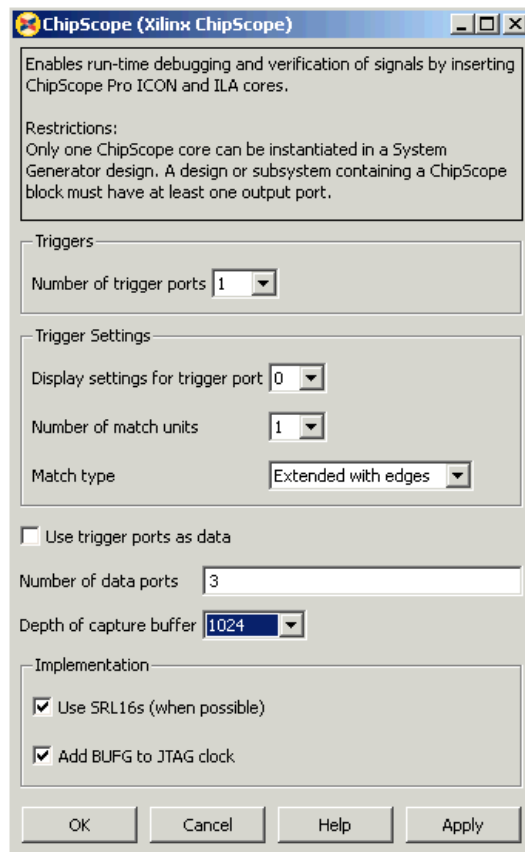 ChipScope (Xilinx ChipScope)
Enables run-time debugging and verification of signals by inserting
ChipScope Pro ICON and ILA cores.
Restrictions:
Only one ChipScope core can be instantiated in a System
Generator design. A design or subsystem containing a ChipScope
block must have at least one output port.
Triggers
Number of trigger ports 1
Trigger Settings
Display settings for trigger port 0
Number of match units 1
Match type Extended with edges
Use trigger ports as data
Number of data ports 3
Depth of capture buffer 1024
Implementation
Use SRL16s (when possible)
Add BUFG to JTAG clock
OK Cancel Help Apply